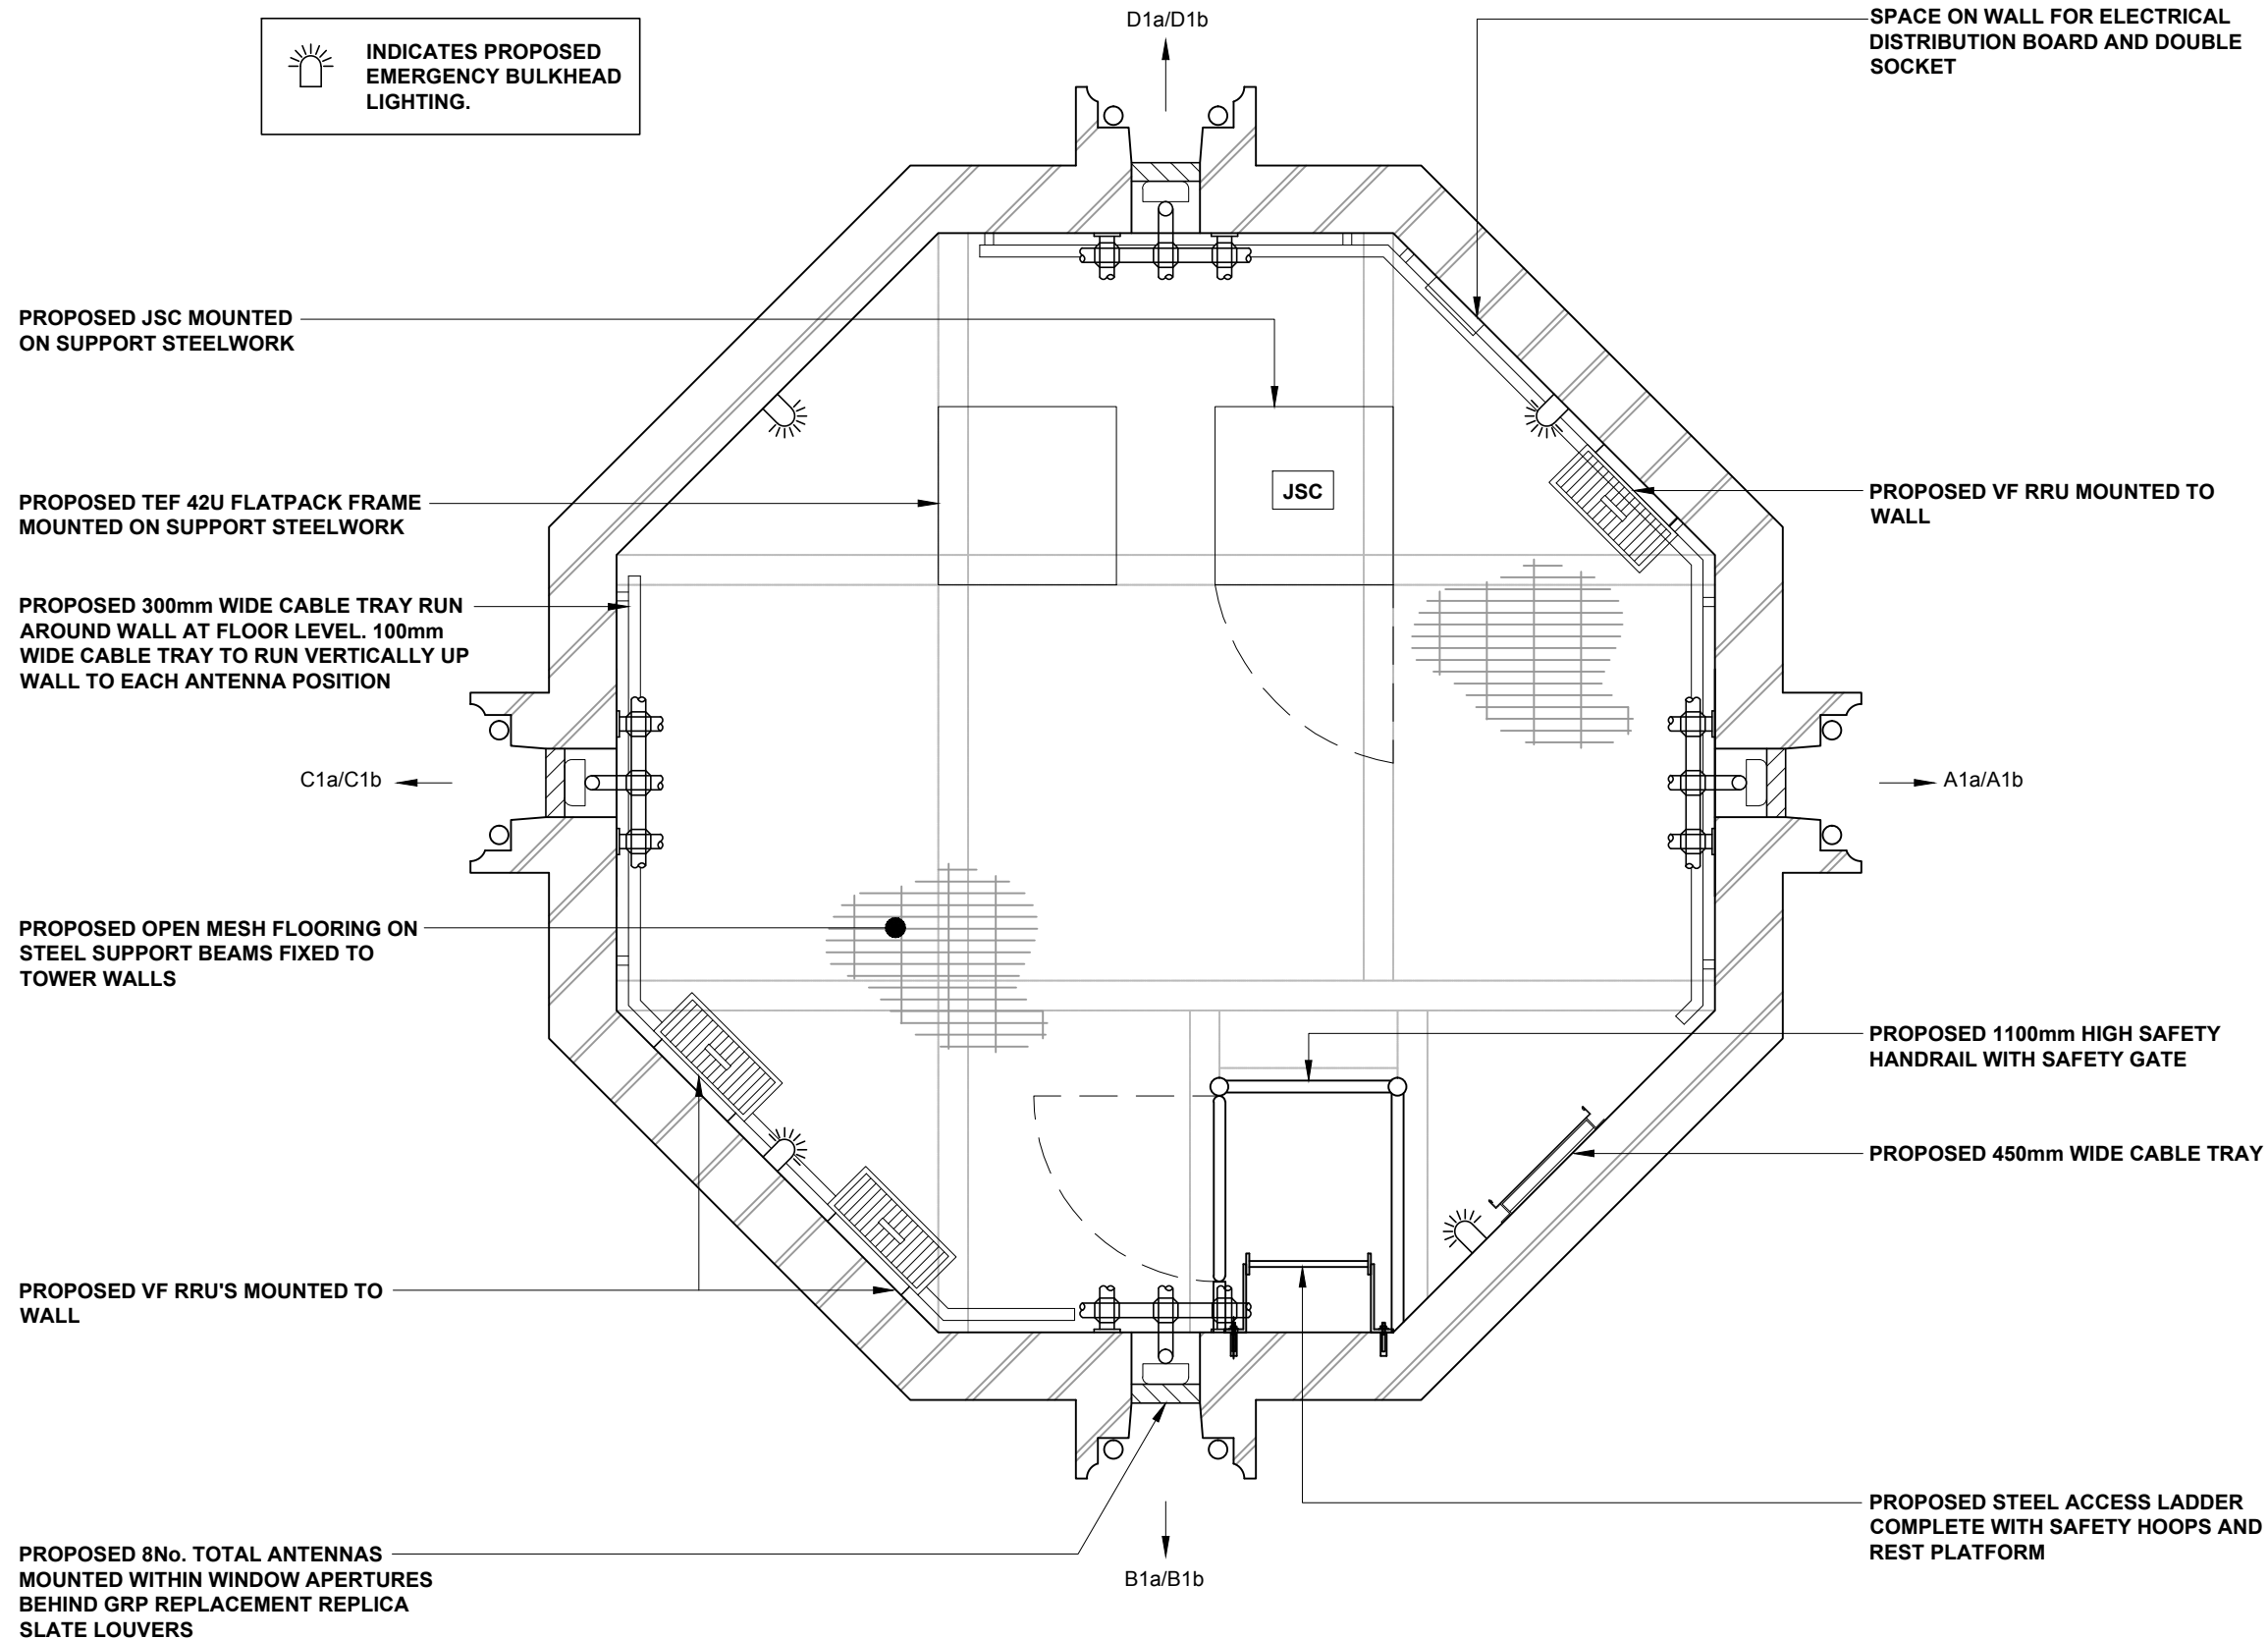 INDICATES PROPOSED
EMERGENCY BULKHEAD
LIGHTING.
D1a/D1b
SPACE ON WALL FOR ELECTRICAL
DISTRIBUTION BOARD AND DOUBLE
SOCKET
PROPOSED JSC MOUNTED
ON SUPPORT STEELWORK
PROPOSED TEF 42U FLATPACK FRAME
MOUNTED ON SUPPORT STEELWORK
JSC
PROPOSED VF RRU MOUNTED TO
WALL
PROPOSED 300mm WIDE CABLE TRAY RUN
AROUND WALL AT FLOOR LEVEL. 100mm
WIDE CABLE TRAY TO RUN VERTICALLY UP
WALL TO EACH ANTENNA POSITION
C1a/C1b
A1a/A1b
PROPOSED OPEN MESH FLOORING ON
STEEL SUPPORT BEAMS FIXED TO
TOWER WALLS
PROPOSED 1100mm HIGH SAFETY
HANDRAIL WITH SAFETY GATE
PROPOSED 450mm WIDE CABLE TRAY
PROPOSED VF RRU'S MOUNTED TO
WALL
PROPOSED STEEL ACCESS LADDER
COMPLETE WITH SAFETY HOOPS AND
REST PLATFORM
PROPOSED 8No. TOTAL ANTENNAS
MOUNTED WITHIN WINDOW APERTURES
BEHIND GRP REPLACEMENT REPLICA
SLATE LOUVERS
B1a/B1b